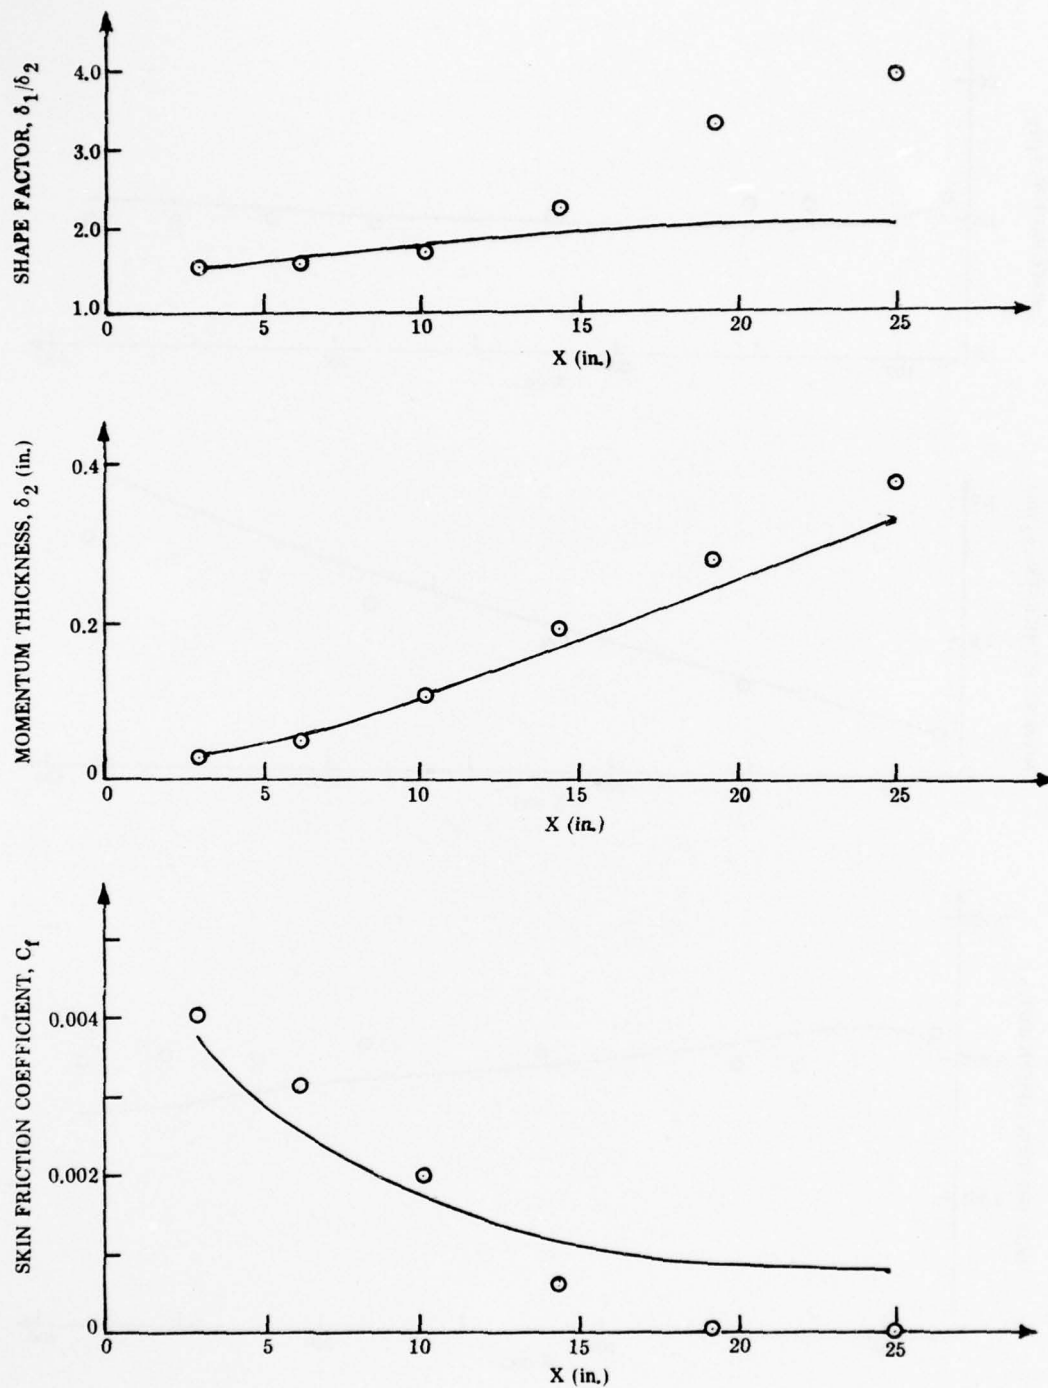 SHAPE FACTOR, δ1/δ2
4.0
3.0
2.0
1.0
0 5 10 15 20 25
X (in.)
MOMENTUM THICKNESS, δ2 (in.)
0.4
0.2
0
0 5 10 15 20 25
X (in.)
SKIN FRICTION COEFFICIENT, Cf
0.004
0.002
0
0 5 10 15 20 25
X (in.)